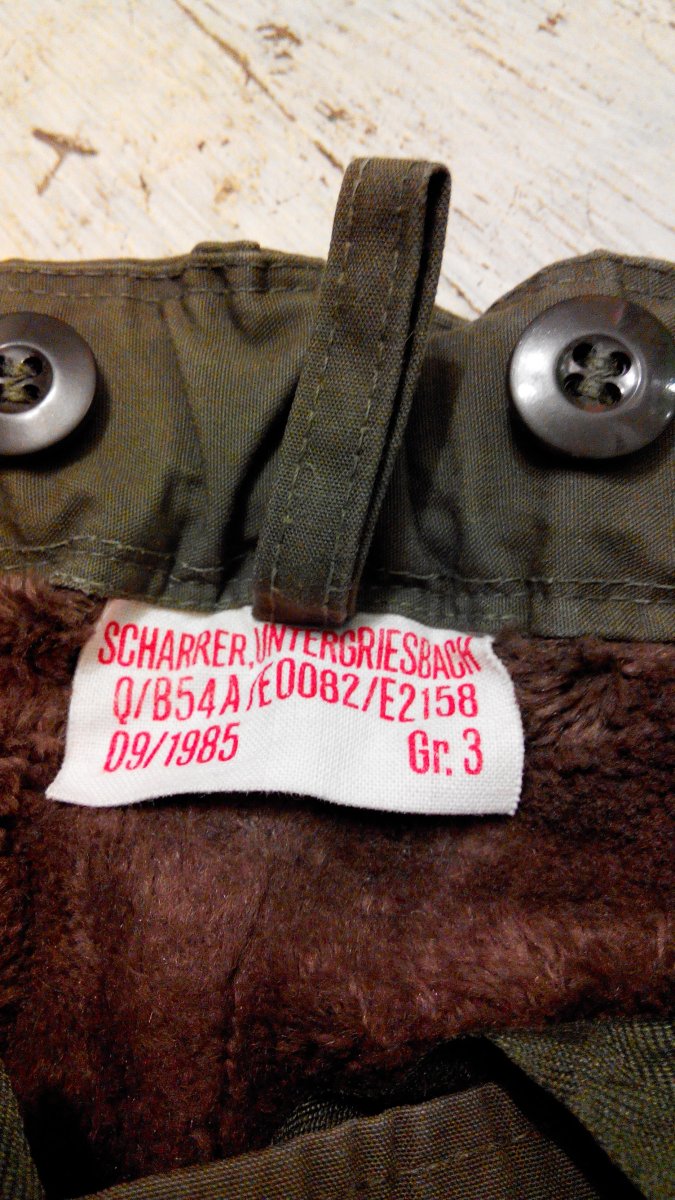 SCHARRER, UNTERGRIESBACH
Q/B54A/E0082/E2158
09/1985 Gr. 3